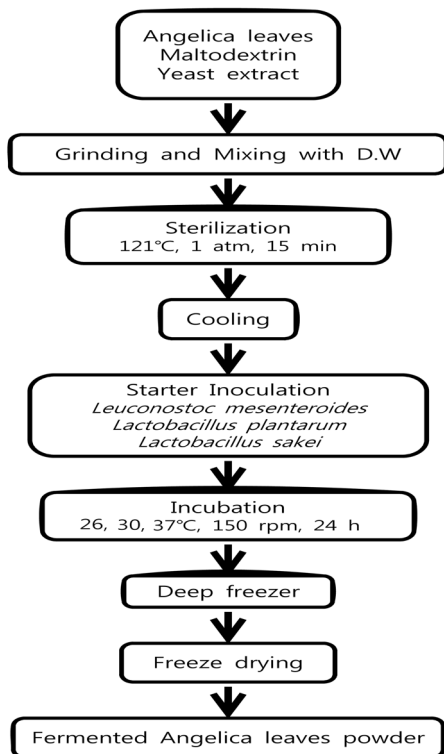 Angelica leaves
Maltodextrin
Yeast extract
Grinding and Mixing with D.W
Sterilization
121℃, 1 atm, 15 min
Cooling
Starter Inoculation
Leuconostoc mesenteroides
Lactobacillus plantarum
Lactobacillus sakei
Incubation
26, 30, 37℃, 150 rpm, 24 h
Deep freezer
Freeze drying
Fermented Angelica leaves powder